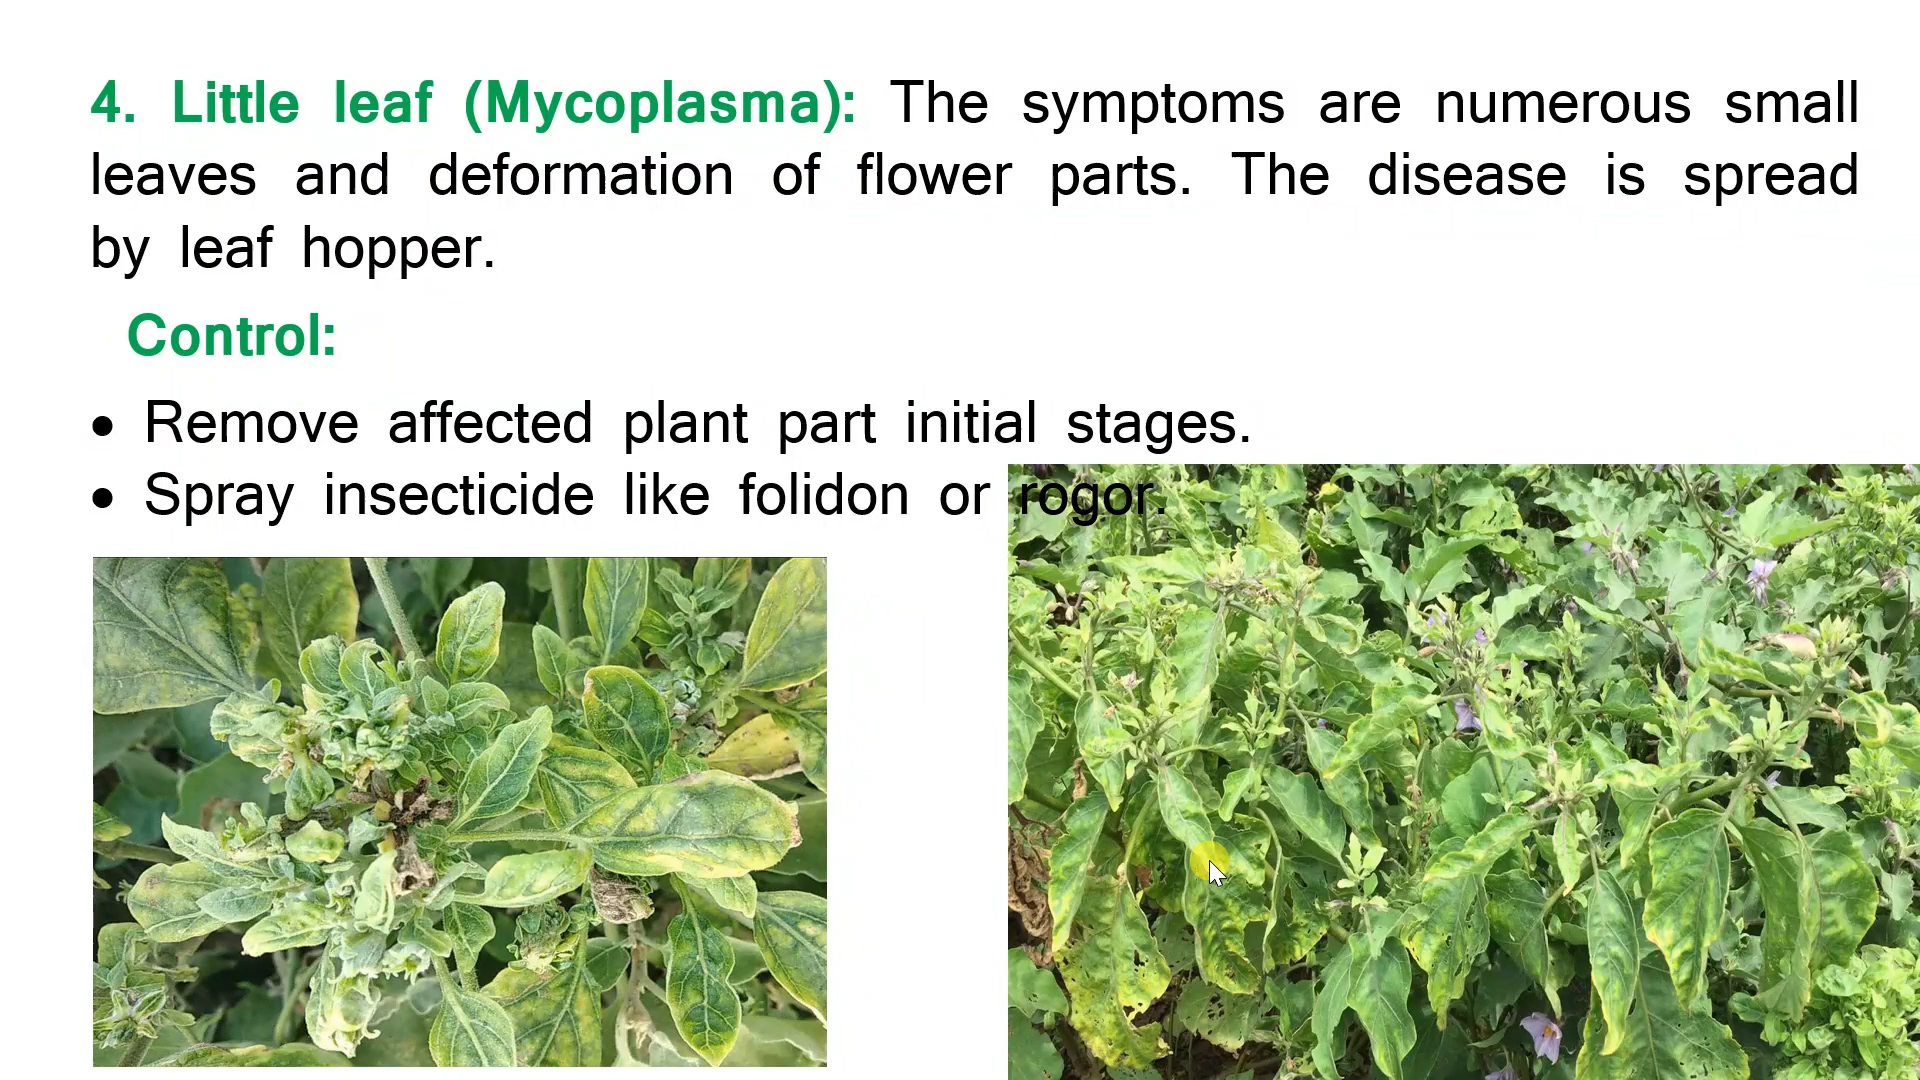 4. Little leaf (Mycoplasma): The symptoms are numerous small
leaves and deformation of flower parts. The disease is spread
by leaf hopper.
Control:
• Remove affected plant part initial stages.
• Spray insecticide like folidon or rogor.